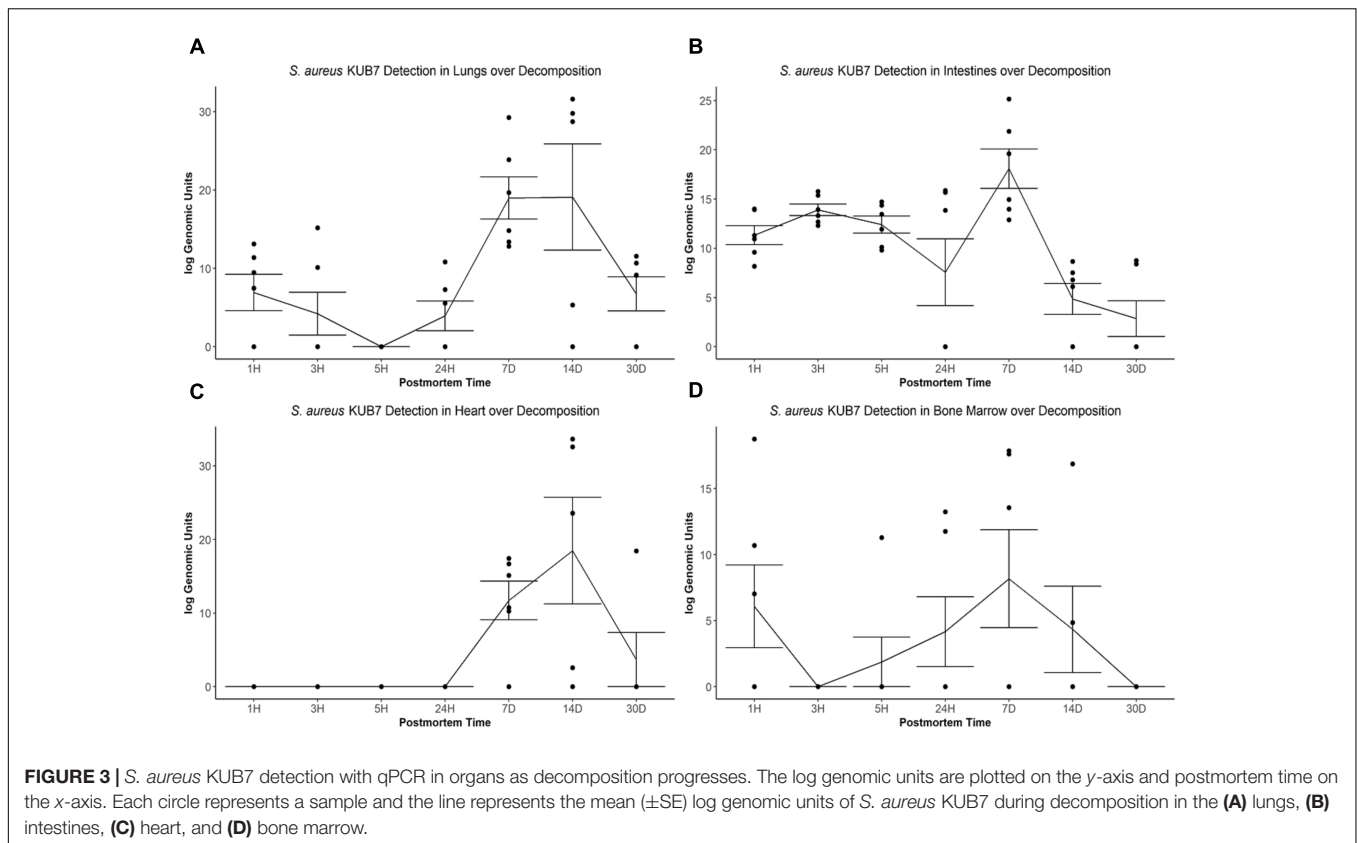 A
S. aureus KUB7 Detection in Lungs over Decomposition
log Genomic Units
30
20
10
0
1H 3H 5H 24H 7D 14D 30D
Postmortem Time
B
S. aureus KUB7 Detection in Intestines over Decomposition
log Genomic Units
25
20
15
10
5
0
1H 3H 5H 24H 7D 14D 30D
Postmortem Time
C
S. aureus KUB7 Detection in Heart over Decomposition
log Genomic Units
30
20
10
0
1H 3H 5H 24H 7D 14D 30D
Postmortem Time
D
S. aureus KUB7 Detection in Bone Marrow over Decomposition
log Genomic Units
15
10
5
0
1H 3H 5H 24H 7D 14D 30D
Postmortem Time
FIGURE 3 | S. aureus KUB7 detection with qPCR in organs as decomposition progresses. The log genomic units are plotted on the y-axis and postmortem time on
the x-axis. Each circle represents a sample and the line represents the mean (±SE) log genomic units of S. aureus KUB7 during decomposition in the (A) lungs, (B)
intestines, (C) heart, and (D) bone marrow.